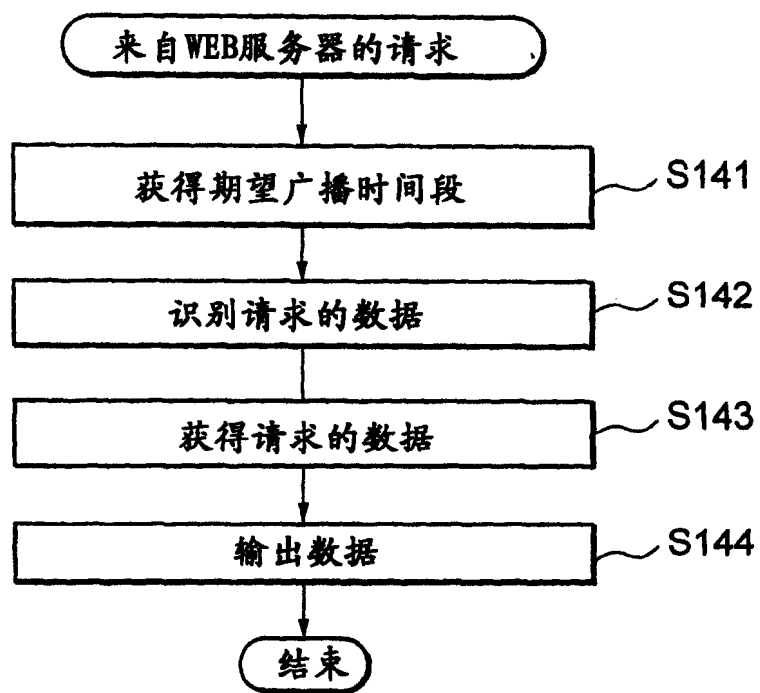 来自WEB服务器的请求
获得期望广播时间段
S141
识别请求的数据
S142
获得请求的数据
S143
输出数据
S144
结束